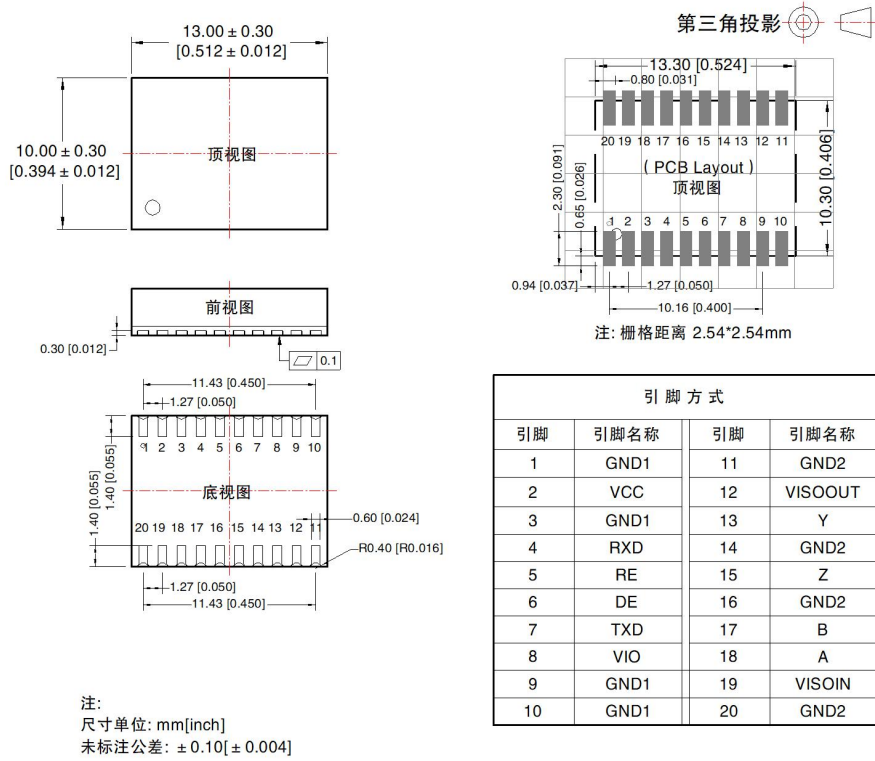 第三角投影
13.00 ± 0.30
[0.512 ± 0.012]
10.00 ± 0.30
[0.394 ± 0.012]
顶视图
13.30 [0.524]
0.80 [0.031]
20 19 18 17 16 15 14 13 12 11
( PCB Layout )
顶视图
10.30 [0.406]
2.30 [0.091]
0.65 [0.026]
1 2 3 4 5 6 7 8 9 10
0.94 [0.037]
1.27 [0.050]
10.16 [0.400]
注: 栅格距离 2.54*2.54mm
前视图
0.30 [0.012]
0.1
11.43 [0.450]
1.27 [0.050]
1 2 3 4 5 6 7 8 9 10
1.40 [0.055]
1.40 [0.055]
底视图
20 19 18 17 16 15 14 13 12 11
0.60 [0.024]
R0.40 [R0.016]
1.27 [0.050]
11.43 [0.450]
引 脚 方 式
引脚 引脚名称 引脚 引脚名称
1 GND1 11 GND2
2 VCC 12 VISOOUT
3 GND1 13 Y
4 RXD 14 GND2
5 RE 15 Z
6 DE 16 GND2
7 TXD 17 B
8 VIO 18 A
9 GND1 19 VISOIN
10 GND1 20 GND2
注:
尺寸单位: mm[inch]
未标注公差: ± 0.10[± 0.004]